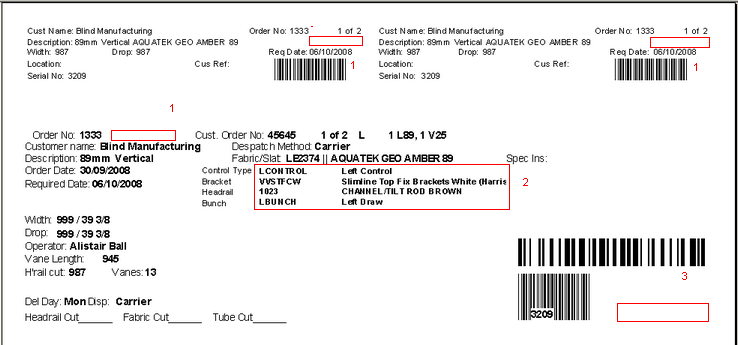 Cust Name: Blind Manufacturing Order No: 1333 1 of 2
Description: 89mm Vertical AQUATEK GEO AMBER 89
Width: 987 Drop: 987 Req Date: 06/10/2008
Location: Cus Ref: 1
Serial No: 3209
Cust Name: Blind Manufacturing Order No: 1333 1 of 2
Description: 89mm Vertical AQUATEK GEO AMBER 89
Width: 987 Drop: 987 Req Date: 06/10/2008
Location: Cus Ref: 1
Serial No: 3209
1
Order No: 1333 Cust. Order No: 45645 1 of 2 L 1 L89, 1 V25
Customer name: Blind Manufacturing Despatch Method: Carrier
Description: 89mm Vertical Fabric/Slat: LE2374 || AQUATEK GEO AMBER 89 Spec Ins:
Order Date: 30/09/2008 Control Type LCONTROL Left Control
Required Date: 06/10/2008 Bracket VVSTFCW Slimline Top Fix Brackets White (Harris 2
Headrail 1023 CHANNEL/TILT ROD BROWN
Bunch LBUNCH Left Draw
Width: 999 / 39 3/8
Drop: 999 / 39 3/8
Operator: Alistair Ball
Vane Length: 945
H'rail cut: 987 Vanes: 13
3
3209
Del Day: Mon Disp: Carrier
Headrail Cut______ Fabric Cut______ Tube Cut______